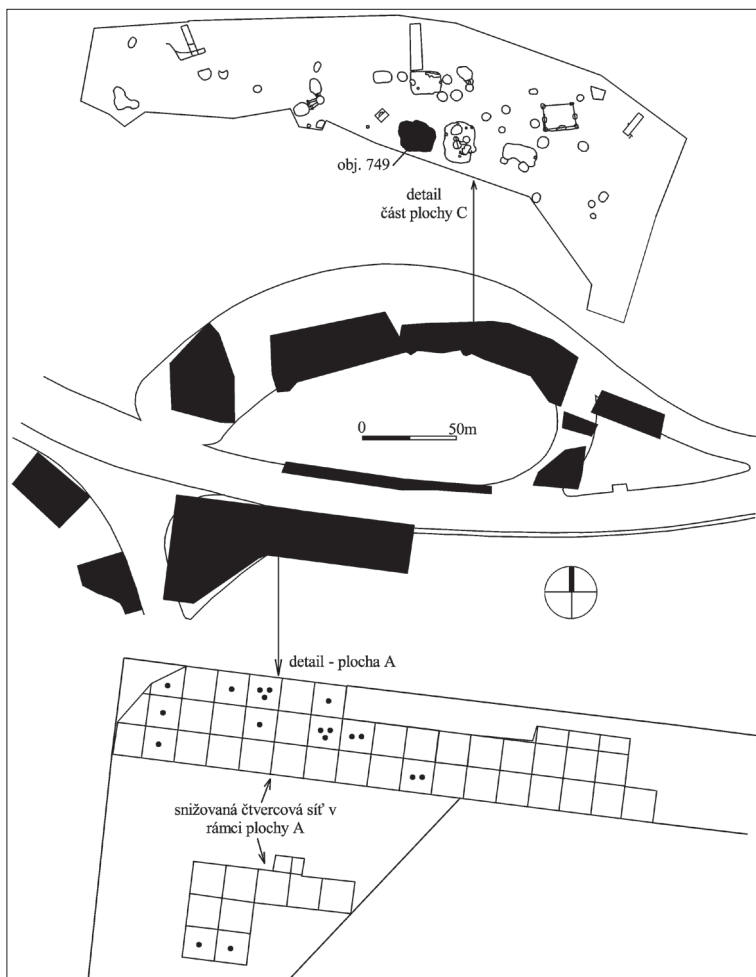 obj. 749
detail
část plochy C
0 50m
detail - plocha A
snižovaná čtvercová síť v
rámci plochy A